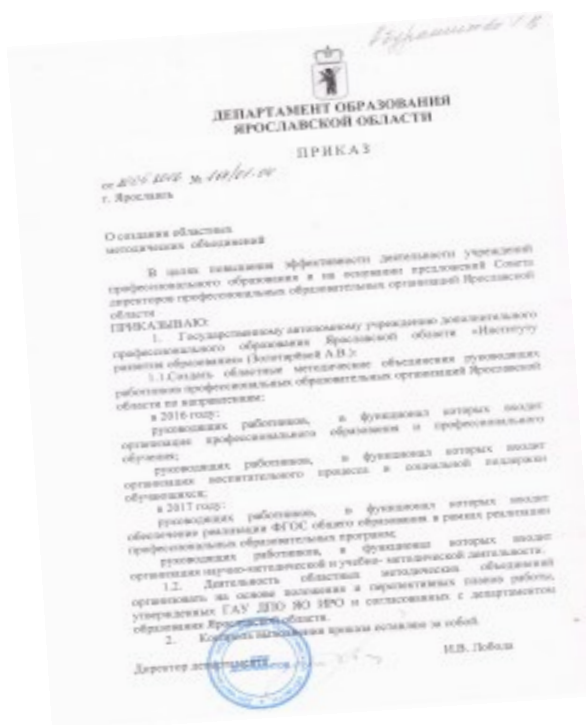 ДЕПАРТАМЕНТ ОБРАЗОВАНИЯ
ЯРОСЛАВСКОЙ ОБЛАСТИ
ПРИКАЗ
от №
г. Ярославль
О создании областных
методических объединений
В целях повышения эффективности деятельности учреждений
профессионального образования и на основании предложений Совета
директоров профессиональных образовательных организаций Ярославской
области
ПРИКАЗЫВАЮ:
1. Государственному автономному учреждению дополнительного
профессионального образования Ярославской области «Институту
развития образования» (Золотарёвой А.В.):
1.1.Создать областные методические объединения руководящих
работников профессиональных образовательных организаций Ярославской
области по направлениям:
в 2016 году:
руководящих работников, в функционал которых входит
организация профессионального образования и профессионального
обучения;
руководящих работников, в функционал которых входит
организация воспитательного процесса и социальной поддержки
обучающихся;
в 2017 году:
руководящих работников, в функционал которых входит
обеспечение реализации ФГОС общего образования в рамках реализации
профессиональных образовательных программ;
руководящих работников, в функционал которых входит
организация научно-методической и учебно- методической деятельности.
1.2. Деятельность областных методических объединений
организовать на основе положения и перспективных планов работы,
утвержденных ГАУ ДПО ЯО ИРО и согласованных с департаментом
образования Ярославской области.
2. Контроль выполнения приказа оставляю за собой.
Директор департамента
И.В. Лобода